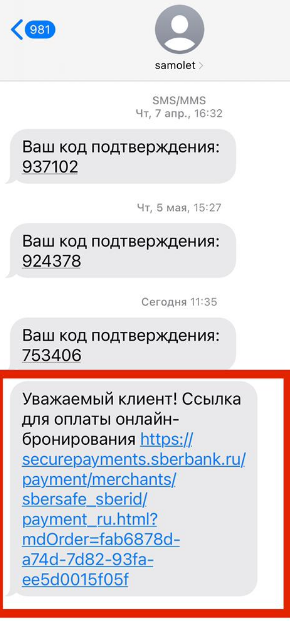 981
samolet
SMS/MMS
Чт, 7 апр., 16:32
Ваш код подтверждения:
937102
Чт, 5 мая, 15:27
Ваш код подтверждения:
924378
Сегодня 11:35
Ваш код подтверждения:
753406
Уважаемый клиент! Ссылка
для оплаты онлайн-
бронирования https://
securepayments.sberbank.ru/
payment/merchants/
sbersafe_sberid/
payment_ru.html?
mdOrder=fab6878d-
a74d-7d82-93fa-
ee5d0015f05f